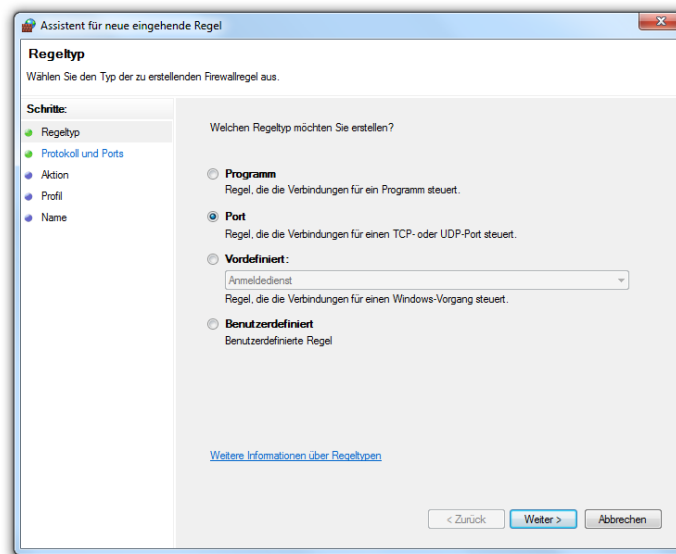 Assistent für neue eingehende Regel
Regeltyp
Wählen Sie den Typ der zu erstellenden Firewallregel aus.
Schritte:
Regeltyp
Protokoll und Ports
Aktion
Profil
Name
Welchen Regeltyp möchten Sie erstellen?
Programm
Regel, die die Verbindungen für ein Programm steuert.
Port
Regel, die die Verbindungen für einen TCP- oder UDP-Port steuert.
Vordefiniert:
Anmeldedienst
Regel, die die Verbindungen für einen Windows-Vorgang steuert.
Benutzerdefiniert
Benutzerdefinierte Regel
Weitere Informationen über Regeltypen
< Zurück
Weiter >
Abbrechen